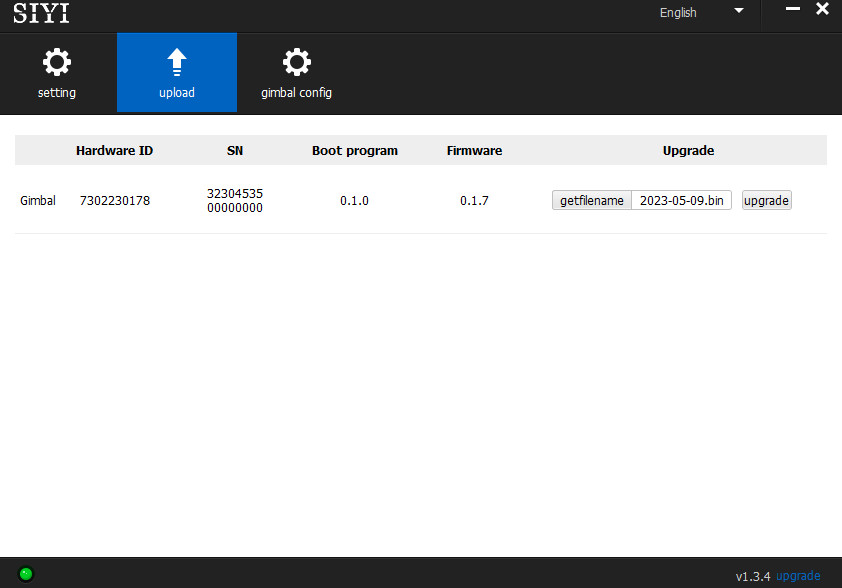 SIYI
English
setting
upload
gimbal config
Hardware ID SN Boot program Firmware Upgrade
Gimbal 7302230178 32304535 0.1.0 0.1.7 getfilename 2023-05-09.bin upgrade
00000000
v1.3.4 upgrade